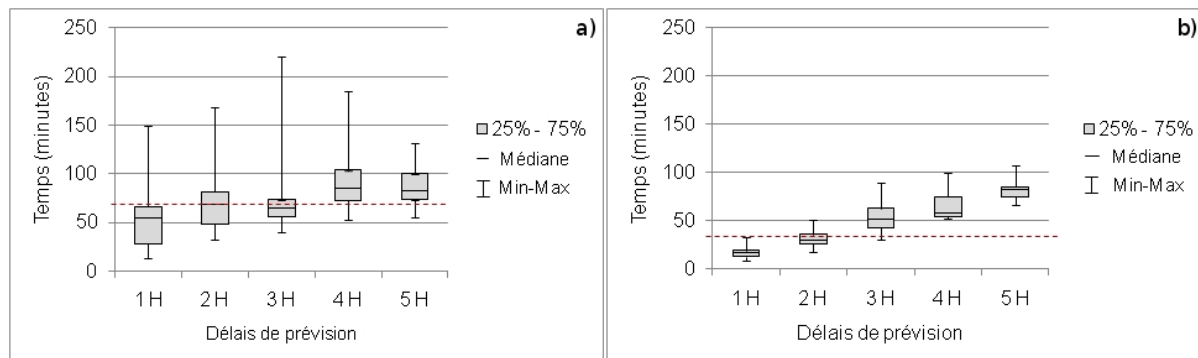 a)
250
200
150
100
50
0
Temps (minutes)
1 H 2 H 3 H 4 H 5 H
Délais de prévision
25% - 75%
Médiane
Min-Max
b)
250
200
150
100
50
0
Temps (minutes)
1 H 2 H 3 H 4 H 5 H
Délais de prévision
25% - 75%
Médiane
Min-Max